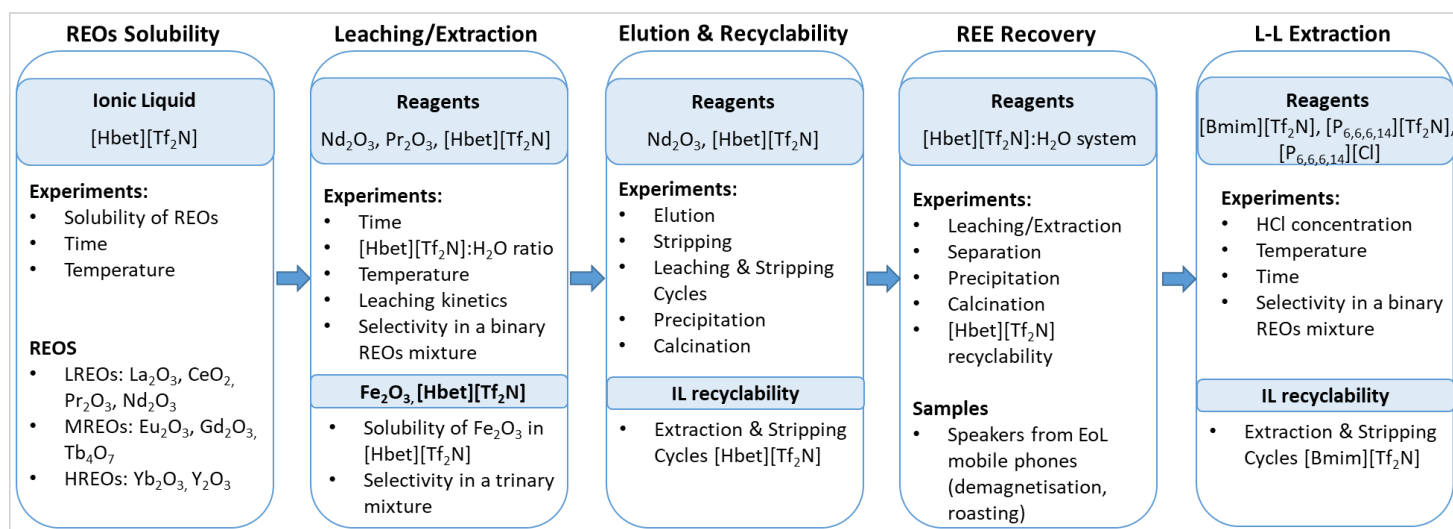 REOs Solubility
Ionic Liquid
[Hbet][Tf₂N]
Experiments:
• Solubility of REOs
• Time
• Temperature
REOS
• LREOs: La₂O₃, CeO₂,
Pr₂O₃, Nd₂O₃
• MREOs: Eu₂O₃, Gd₂O₃,
Tb₄O₇
• HREOs: Yb₂O₃, Y₂O₃
Leaching/Extraction
Reagents
Nd₂O₃, Pr₂O₃, [Hbet][Tf₂N]
Experiments:
• Time
• [Hbet][Tf₂N]:H₂O ratio
• Temperature
• Leaching kinetics
• Selectivity in a binary
REOs mixture
Fe₂O₃, [Hbet][Tf₂N]
• Solubility of Fe₂O₃ in
[Hbet][Tf₂N]
• Selectivity in a trinary
mixture
Elution & Recyclability
Reagents
Nd₂O₃, [Hbet][Tf₂N]
Experiments:
• Elution
• Stripping
• Leaching & Stripping
Cycles
• Precipitation
• Calcination
IL recyclability
• Extraction & Stripping
Cycles [Hbet][Tf₂N]
REE Recovery
Reagents
[Hbet][Tf₂N]:H₂O system
Experiments:
• Leaching/Extraction
• Separation
• Precipitation
• Calcination
• [Hbet][Tf₂N]
recyclability
Samples
• Speakers from EoL
mobile phones
(demagnetisation,
roasting)
L-L Extraction
Reagents
[Bmim][Tf₂N], [P₆,₆,₆,₁₄][Tf₂N],
[P₆,₆,₆,₁₄][Cl]
Experiments:
• HCl concentration
• Temperature
• Time
• Selectivity in a binary
REOs mixture
IL recyclability
• Extraction & Stripping
Cycles [Bmim][Tf₂N]